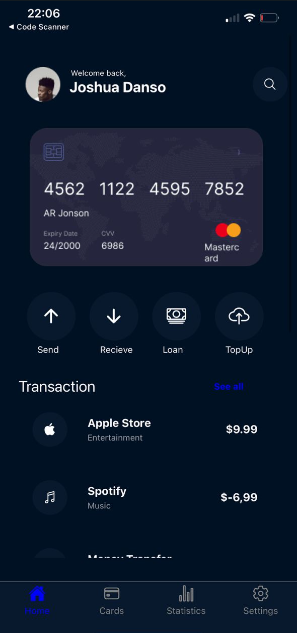 22:06
◀ Code Scanner
Welcome back,
Joshua Danso
4562 1122 4595 7852
AR Jonson
Expiry Date CVV
24/2000 6986
Masterc
ard
Send Recieve Loan TopUp
Transaction See all
Apple Store
Entertainment
$9.99
Spotify
Music
$-6,99
Money Transfer
Home Cards Statistics Settings